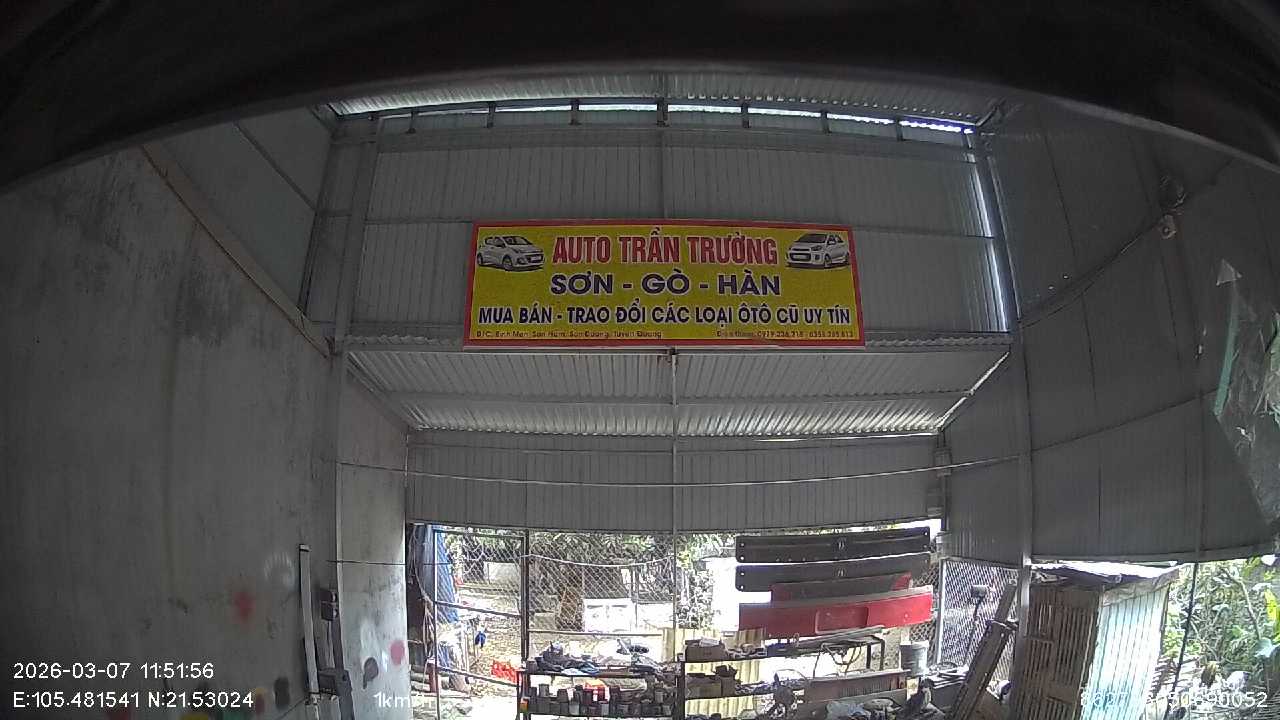 AUTO TRẦN TRƯỜNG
SƠN - GÒ - HÀN
MUA BÁN - TRAO ĐỔI CÁC LOẠI ÔTÔ CŨ UY TÍN
Đ/C:
2026-03-07 11:51:56
E:105.481541 N:21.53024
1km/H